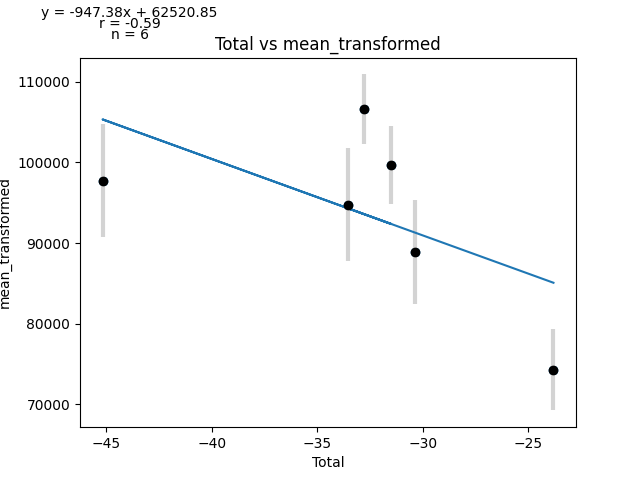 y = -947.38x + 62520.85
r = -0.59
n = 6
Total vs mean_transformed
110000
100000
90000
80000
70000
mean_transformed
−45
−40
−35
−30
−25
Total